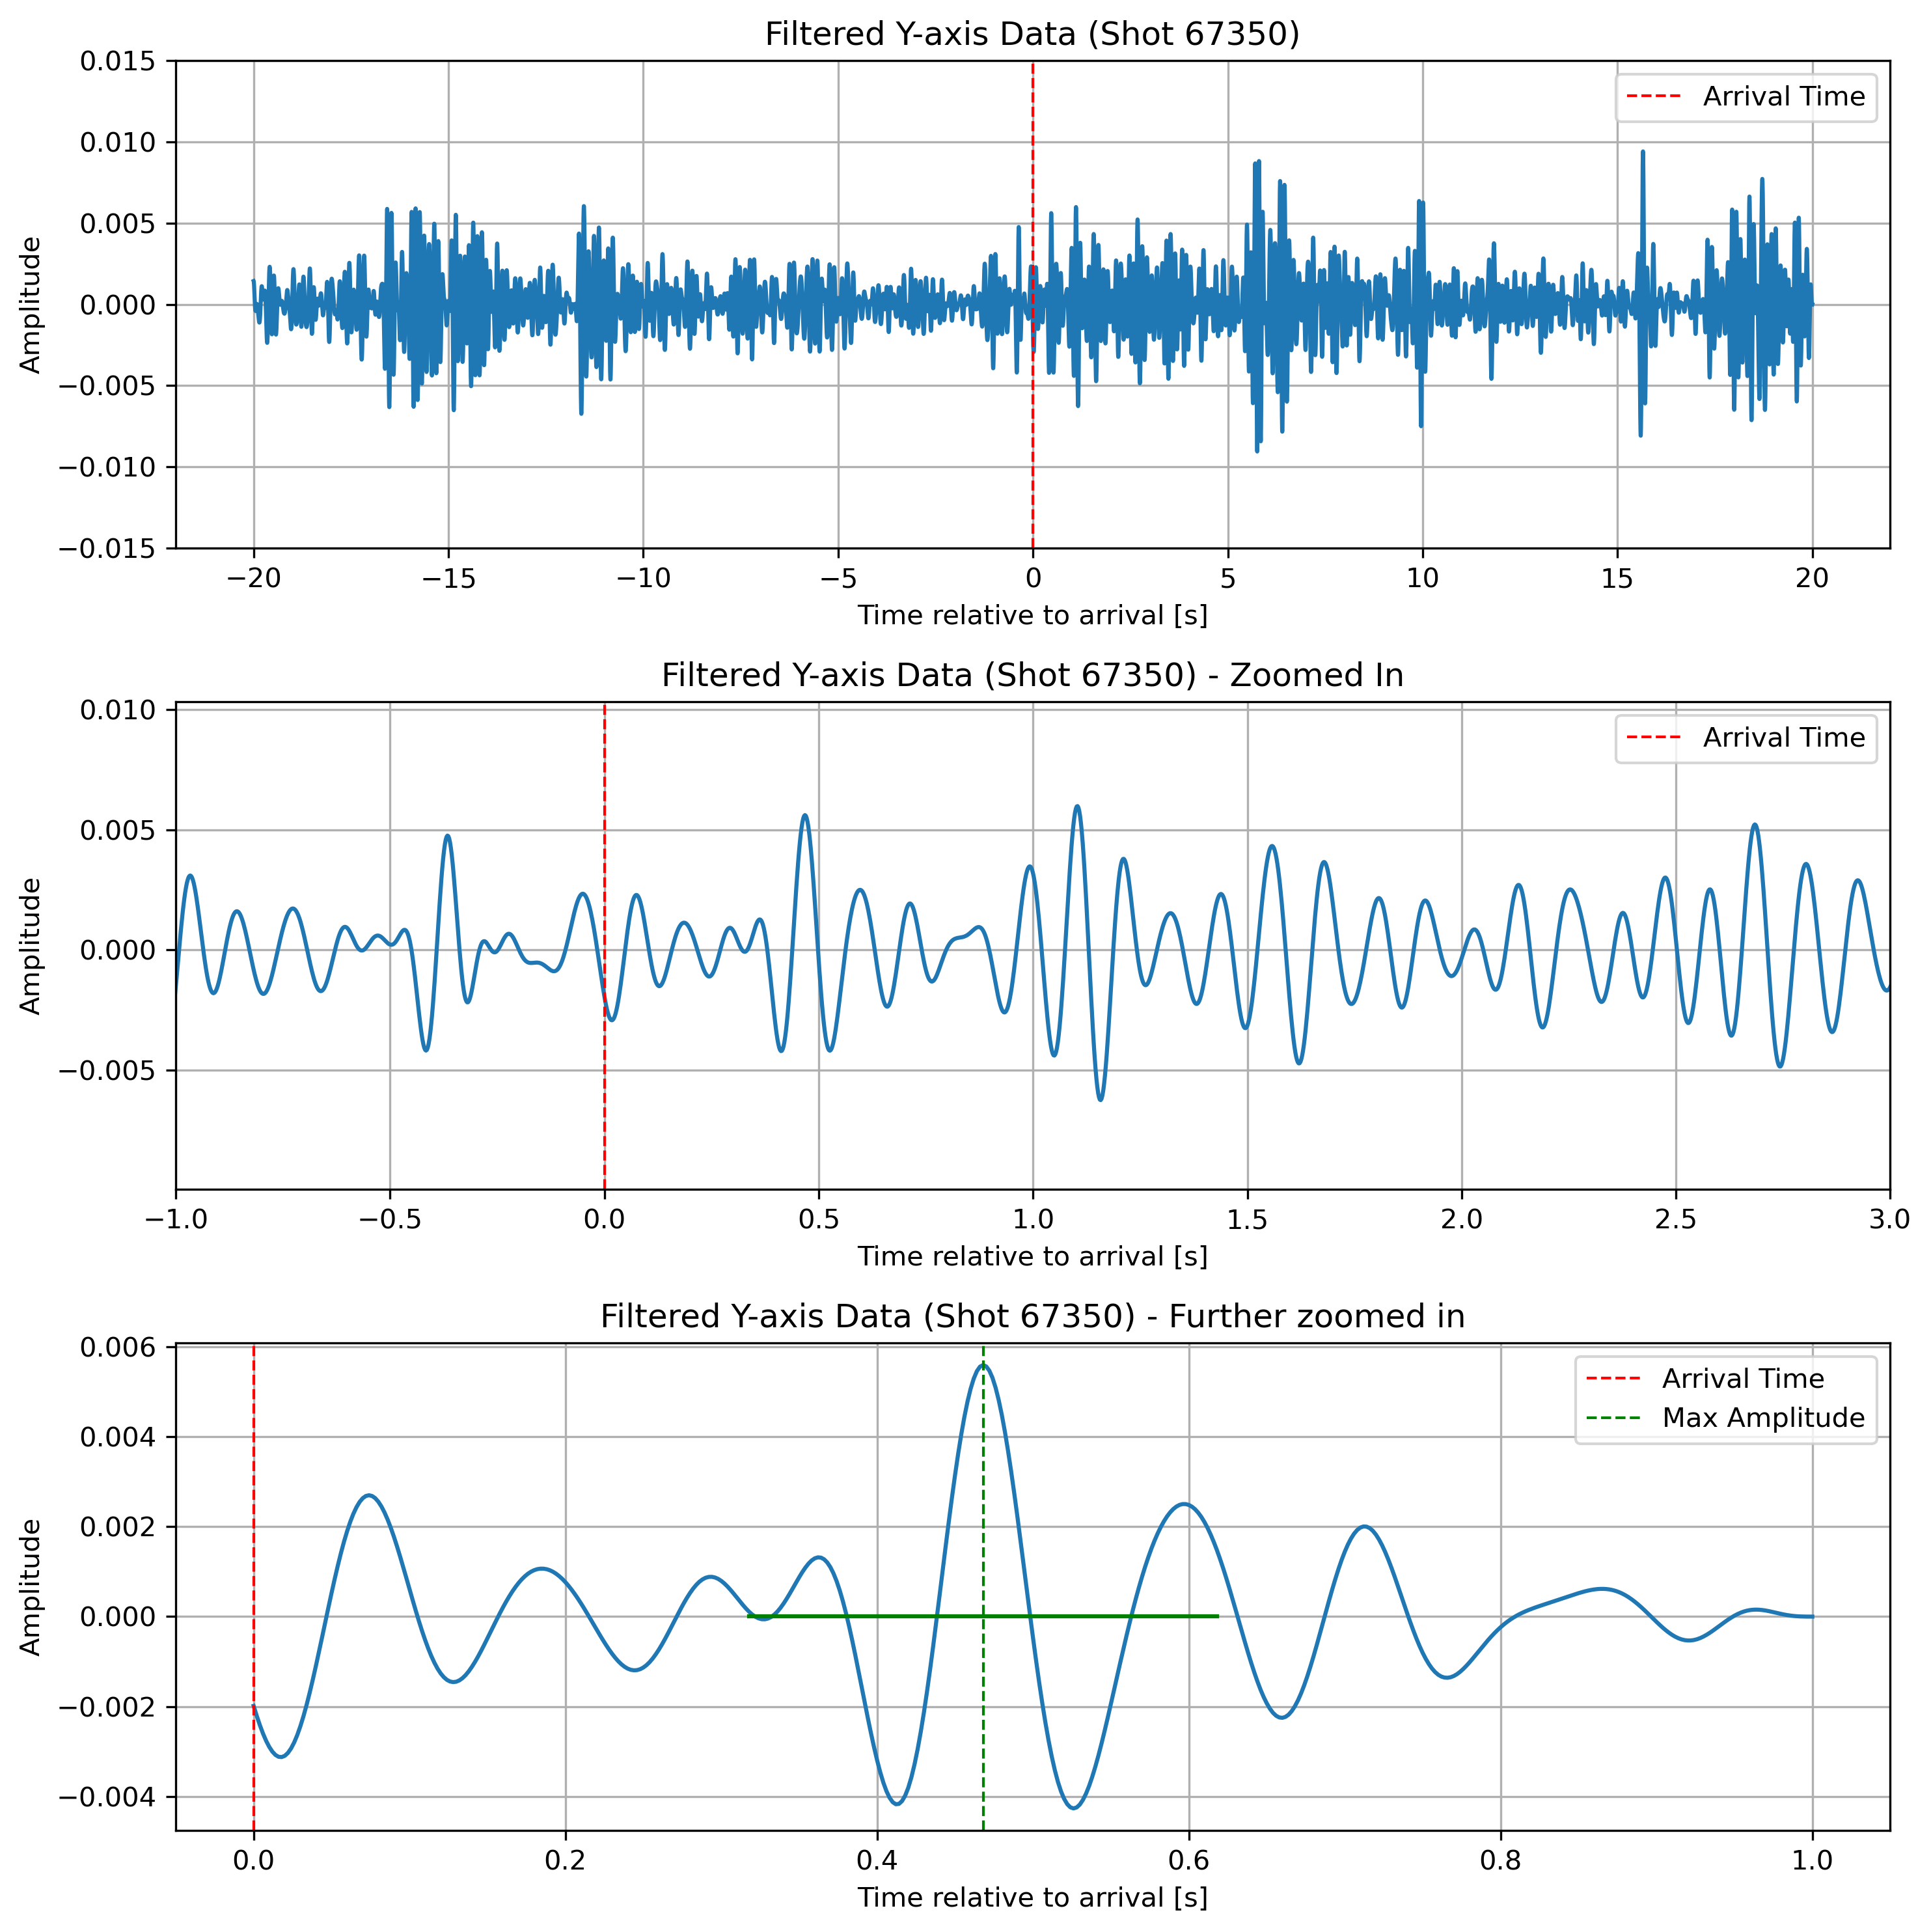 Filtered Y-axis Data (Shot 67350)
0.015
0.010
0.005
0.000
−0.005
−0.010
−0.015
Amplitude
Arrival Time
−20 −15 −10 −5 0 5 10 15 20
Time relative to arrival [s]
Filtered Y-axis Data (Shot 67350) - Zoomed In
0.010
0.005
0.000
−0.005
Amplitude
Arrival Time
−1.0 −0.5 0.0 0.5 1.0 1.5 2.0 2.5 3.0
Time relative to arrival [s]
Filtered Y-axis Data (Shot 67350) - Further zoomed in
0.006
0.004
0.002
0.000
−0.002
−0.004
Amplitude
Arrival Time
Max Amplitude
0.0 0.2 0.4 0.6 0.8 1.0
Time relative to arrival [s]